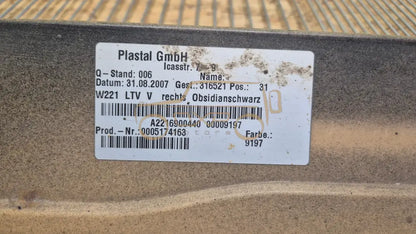 Plastal GmbH
Icasstr. 7 - 9
Q-Stand: 006 Name:
Datum: 31.08.2007 Gest.: 316521 Pos.: 31
W221 LTV V rechts Obsidianschwarz
A2216900440 00009197
Prod.-Nr.:0005174163 Farbe.:
9197